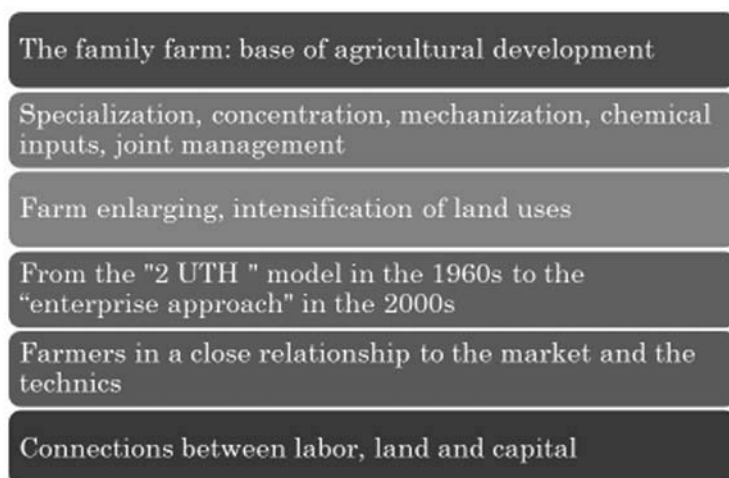 The family farm: base of agricultural development
Specialization, concentration, mechanization, chemical
inputs, joint management
Farm enlarging, intensification of land uses
From the "2 UTH " model in the 1960s to the
“enterprise approach" in the 2000s
Farmers in a close relationship to the market and the
technics
Connections between labor, land and capital